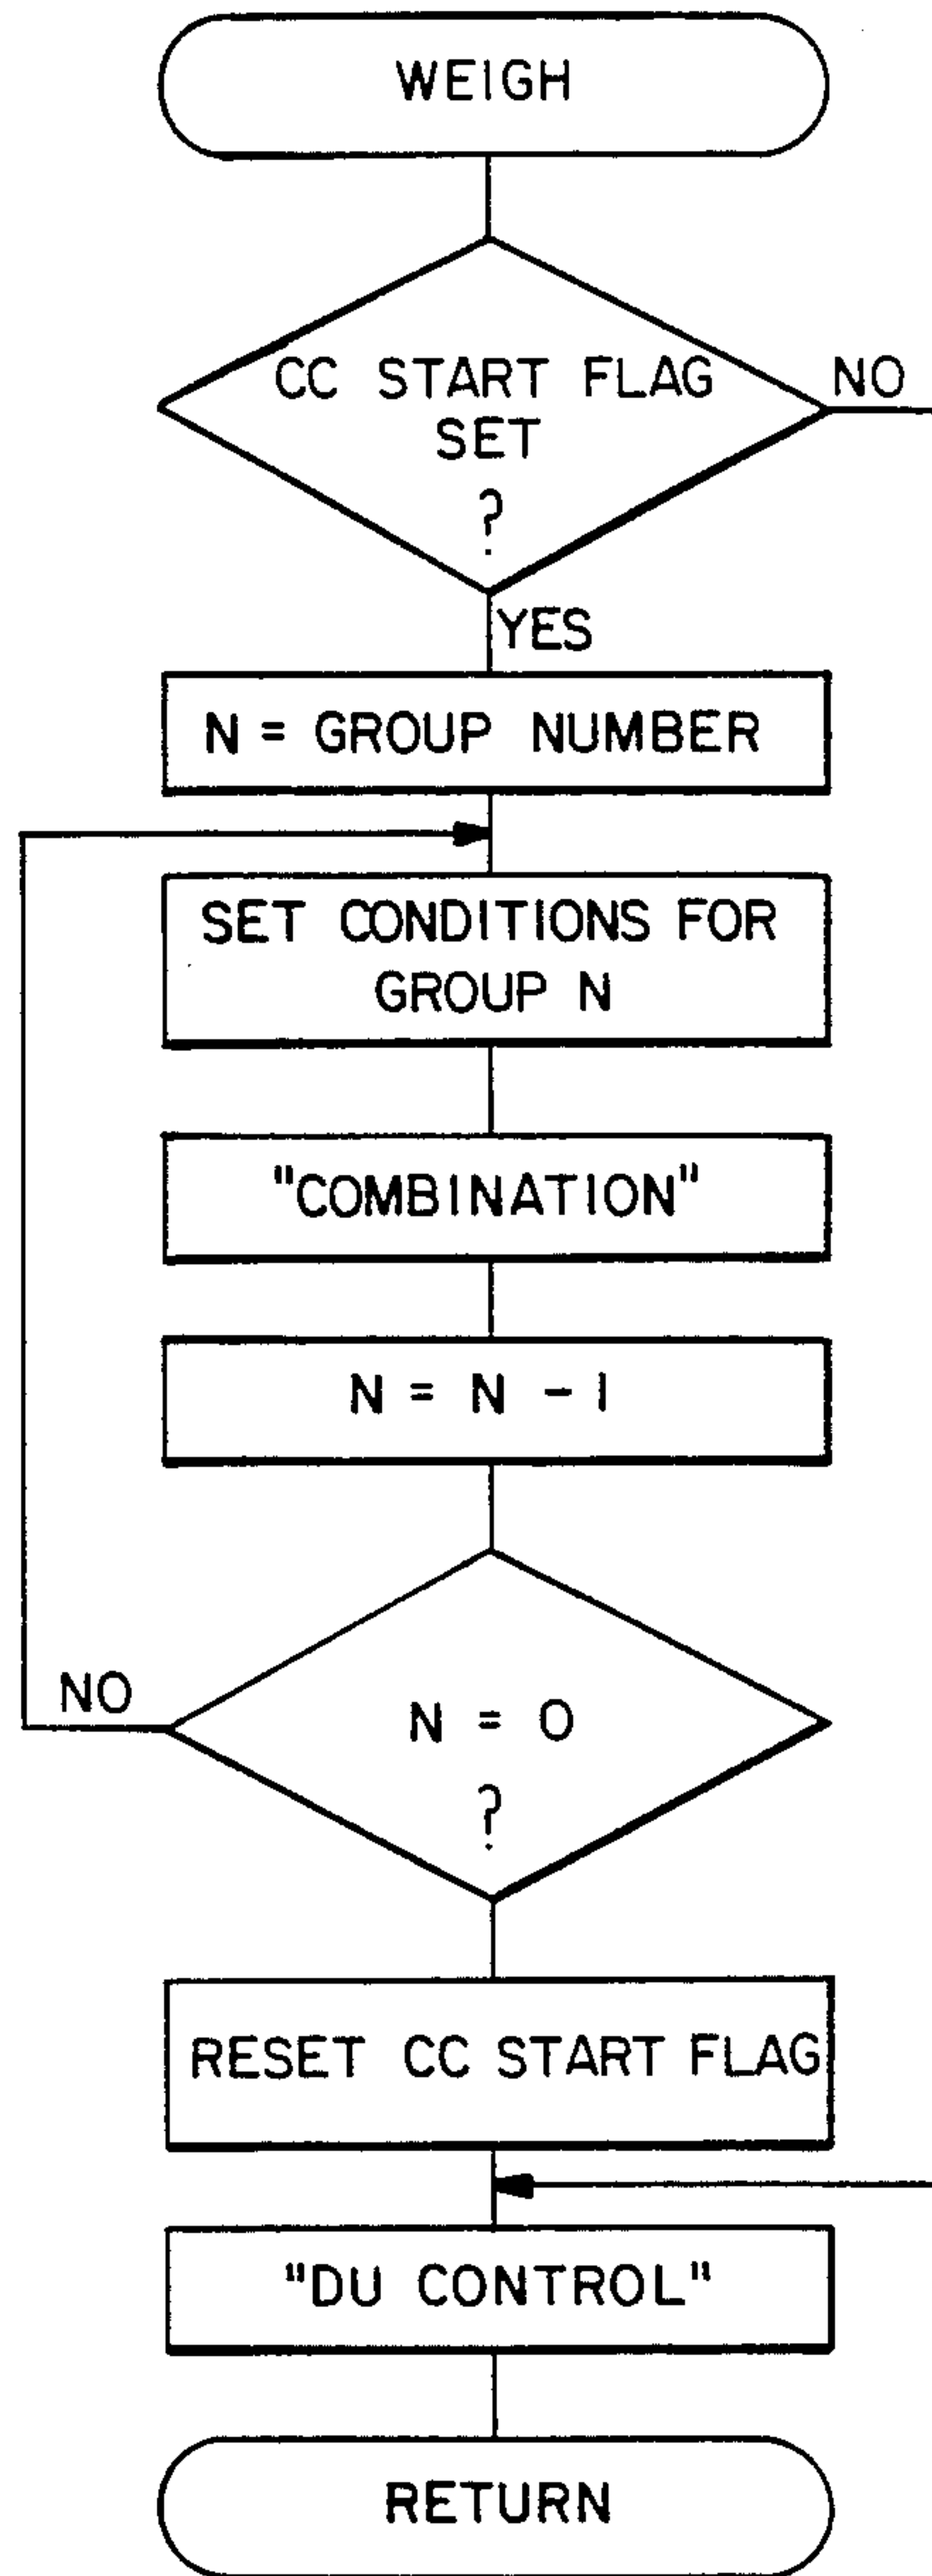 WEIGH
CC START FLAG
SET
?
NO
YES
N = GROUP NUMBER
SET CONDITIONS FOR
GROUP N
"COMBINATION"
N = N - 1
NO
N = 0
?
RESET CC START FLAG
"DU CONTROL"
RETURN